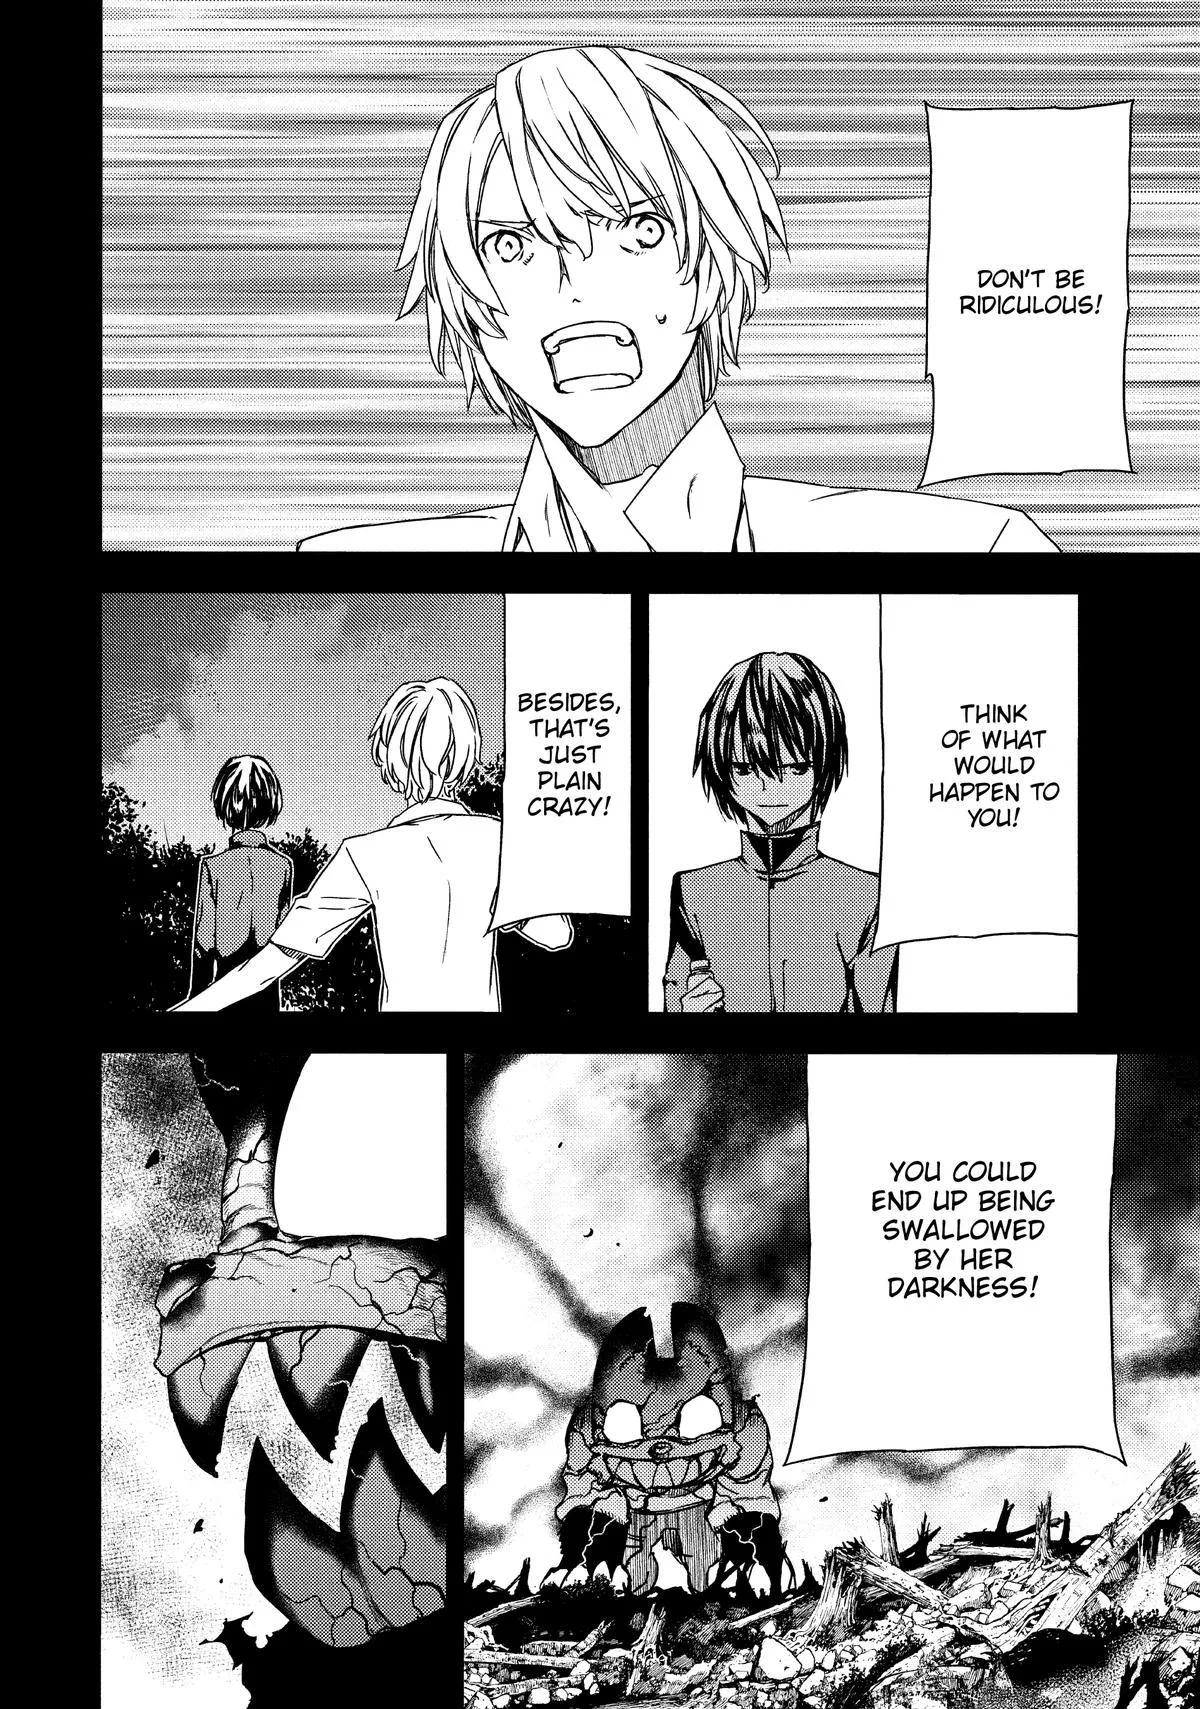 DON'T BE
RIDICULOUS!
THINK
OF WHAT
WOULD
HAPPEN TO
YOU!
BESIDES,
THAT'S
JUST
PLAIN
CRAZY!
YOU COULD
END UP BEING
SWALLOWED
BY HER
DARKNESS!